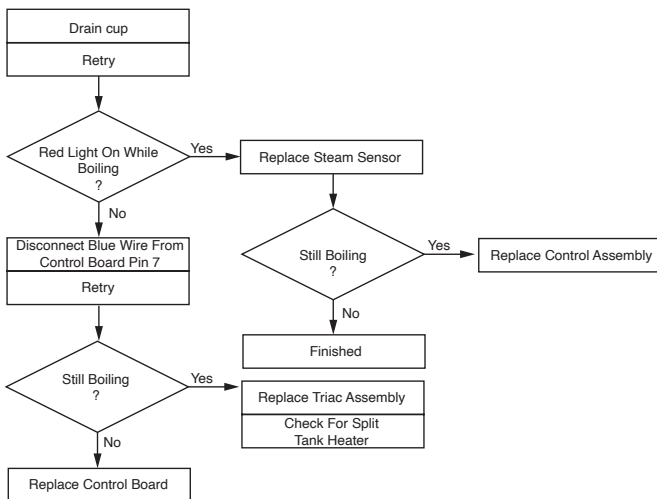 Drain cup
Retry
Red Light On While
Boiling
?
Yes
Replace Steam Sensor
No
Disconnect Blue Wire From
Control Board Pin 7
Retry
Still Boiling
?
Yes
Replace Control Assembly
No
Finished
Still Boiling
?
Yes
Replace Triac Assembly
Check For Split
Tank Heater
No
Replace Control Board